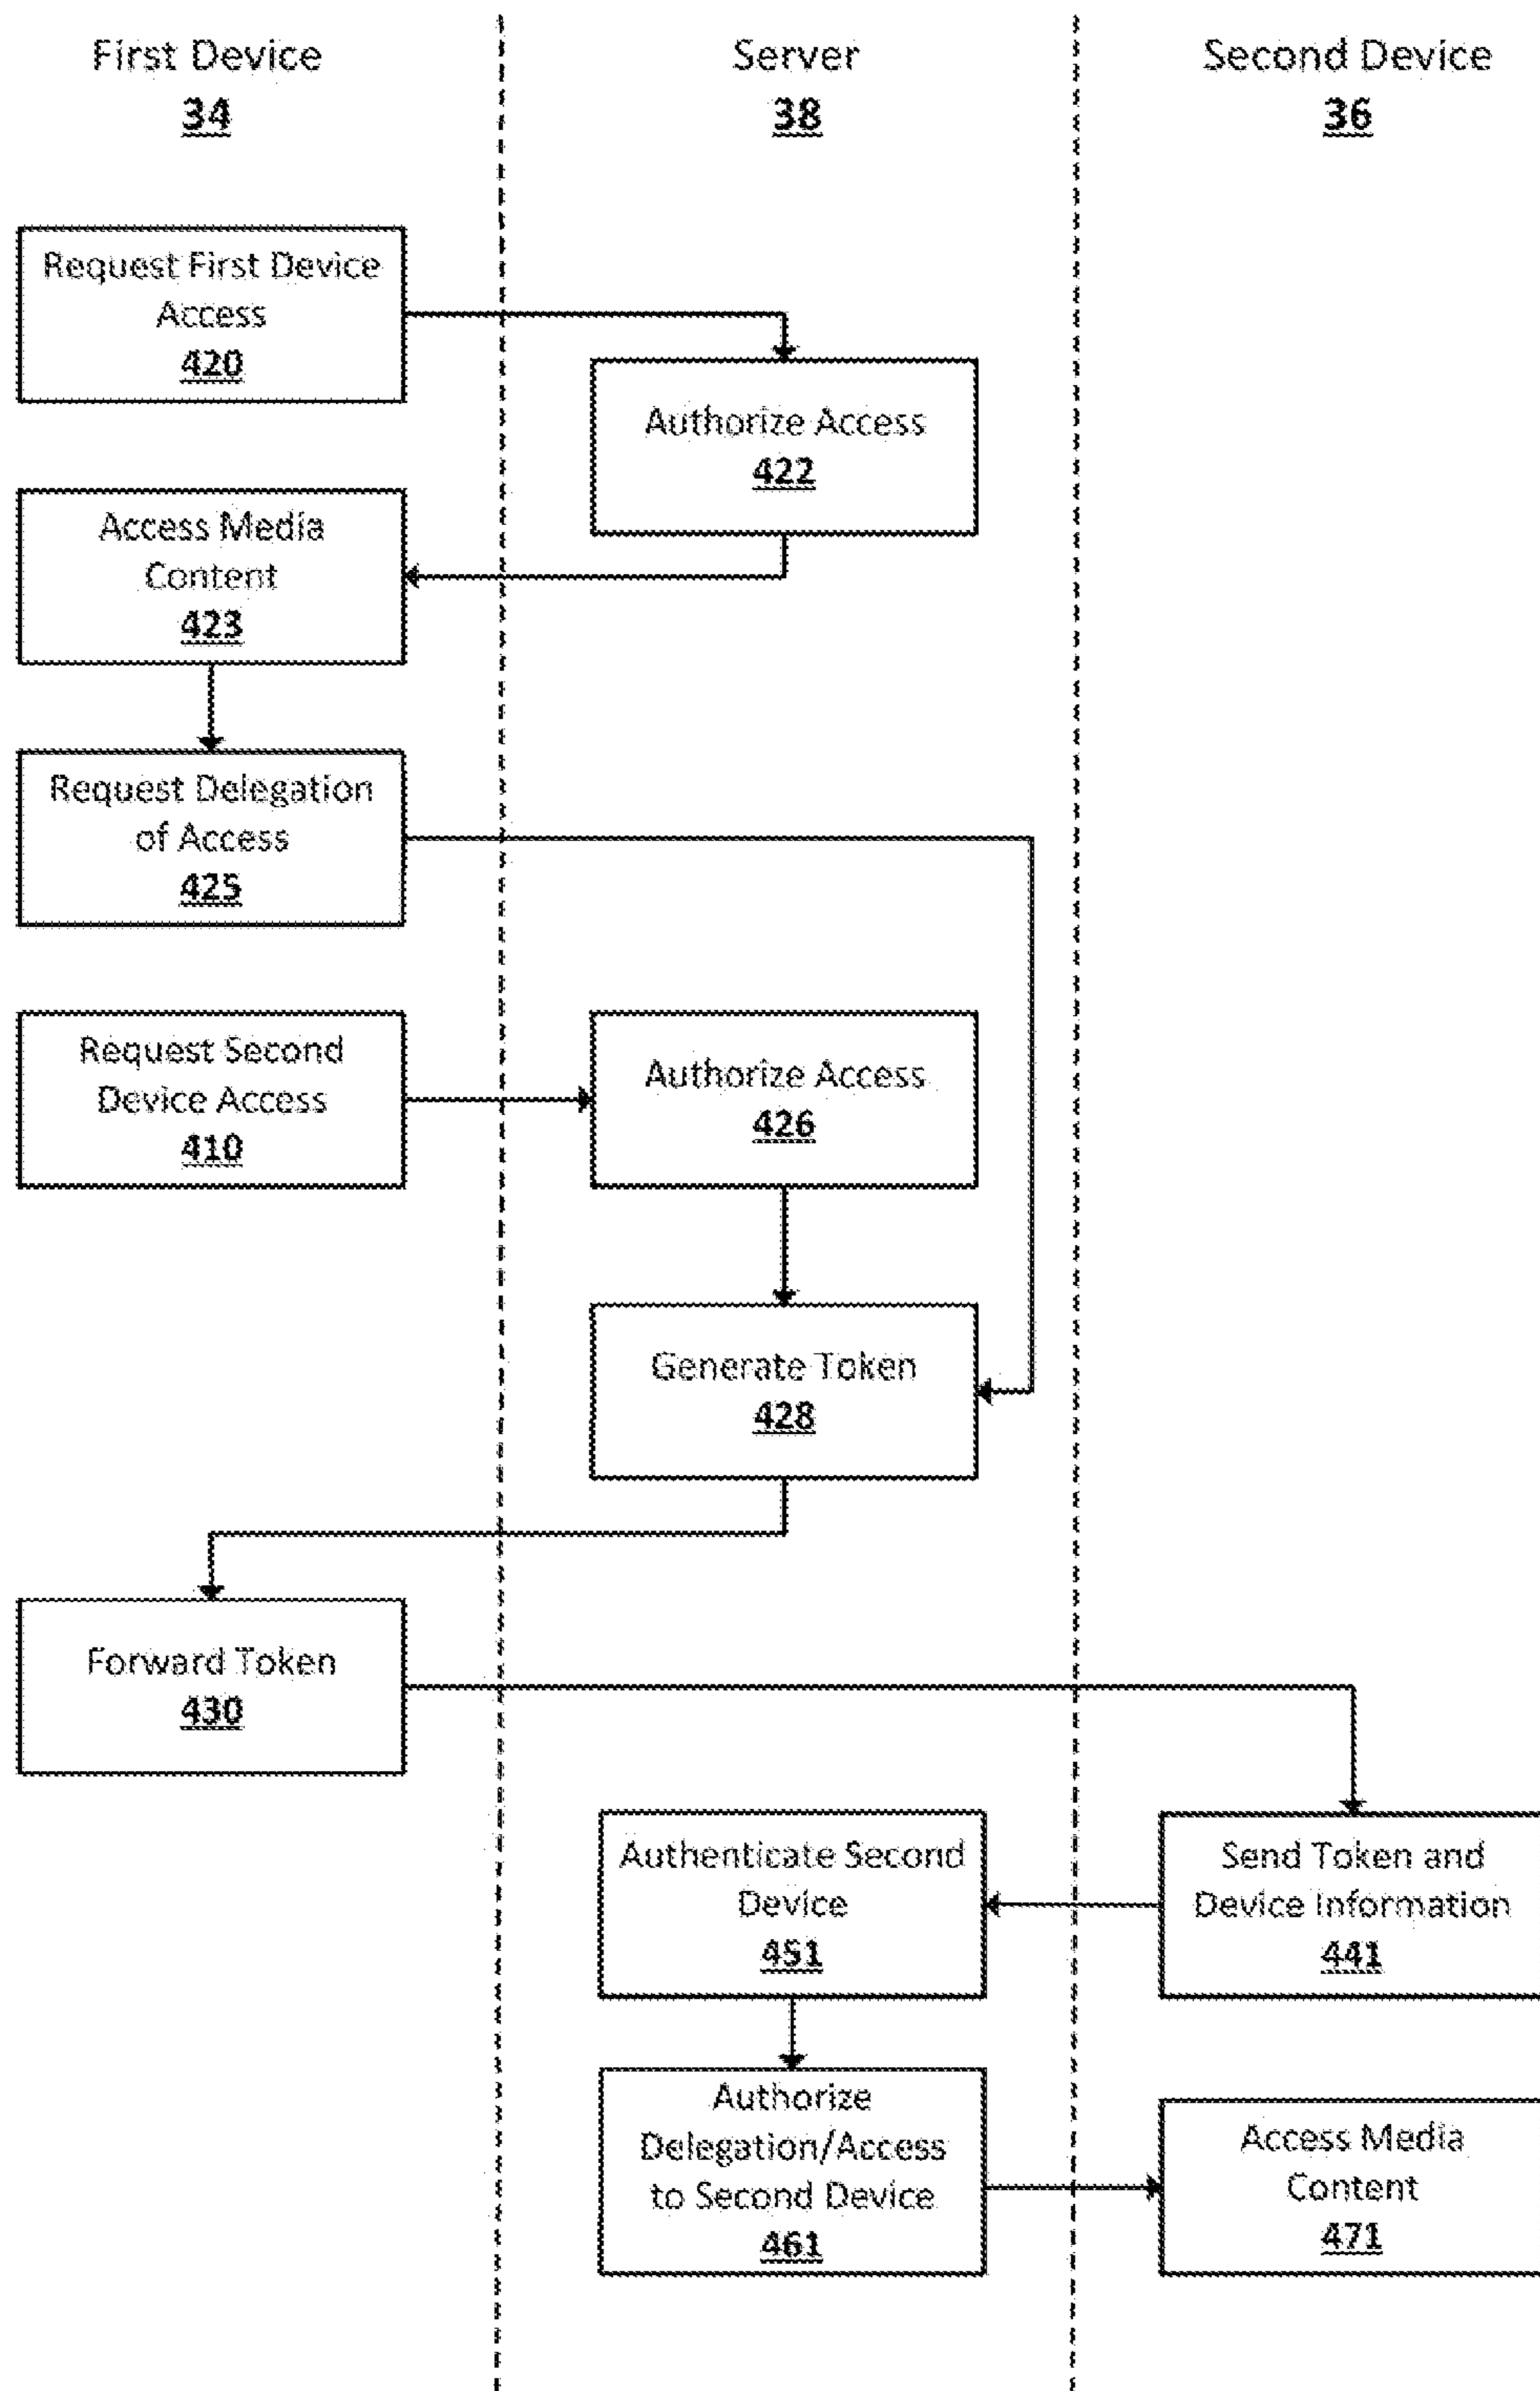 First Device
34
Server
38
Second Device
36
Request First Device
Access
420
Authorize Access
422
Access Media
Content
423
Request Delegation
of Access
425
Request Second
Device Access
410
Authorize Access
426
Generate Token
428
Forward Token
430
Authenticate Second
Device
451
Send Token and
Device Information
441
Authorize
Delegation/Access
to Second Device
461
Access Media
Content
471